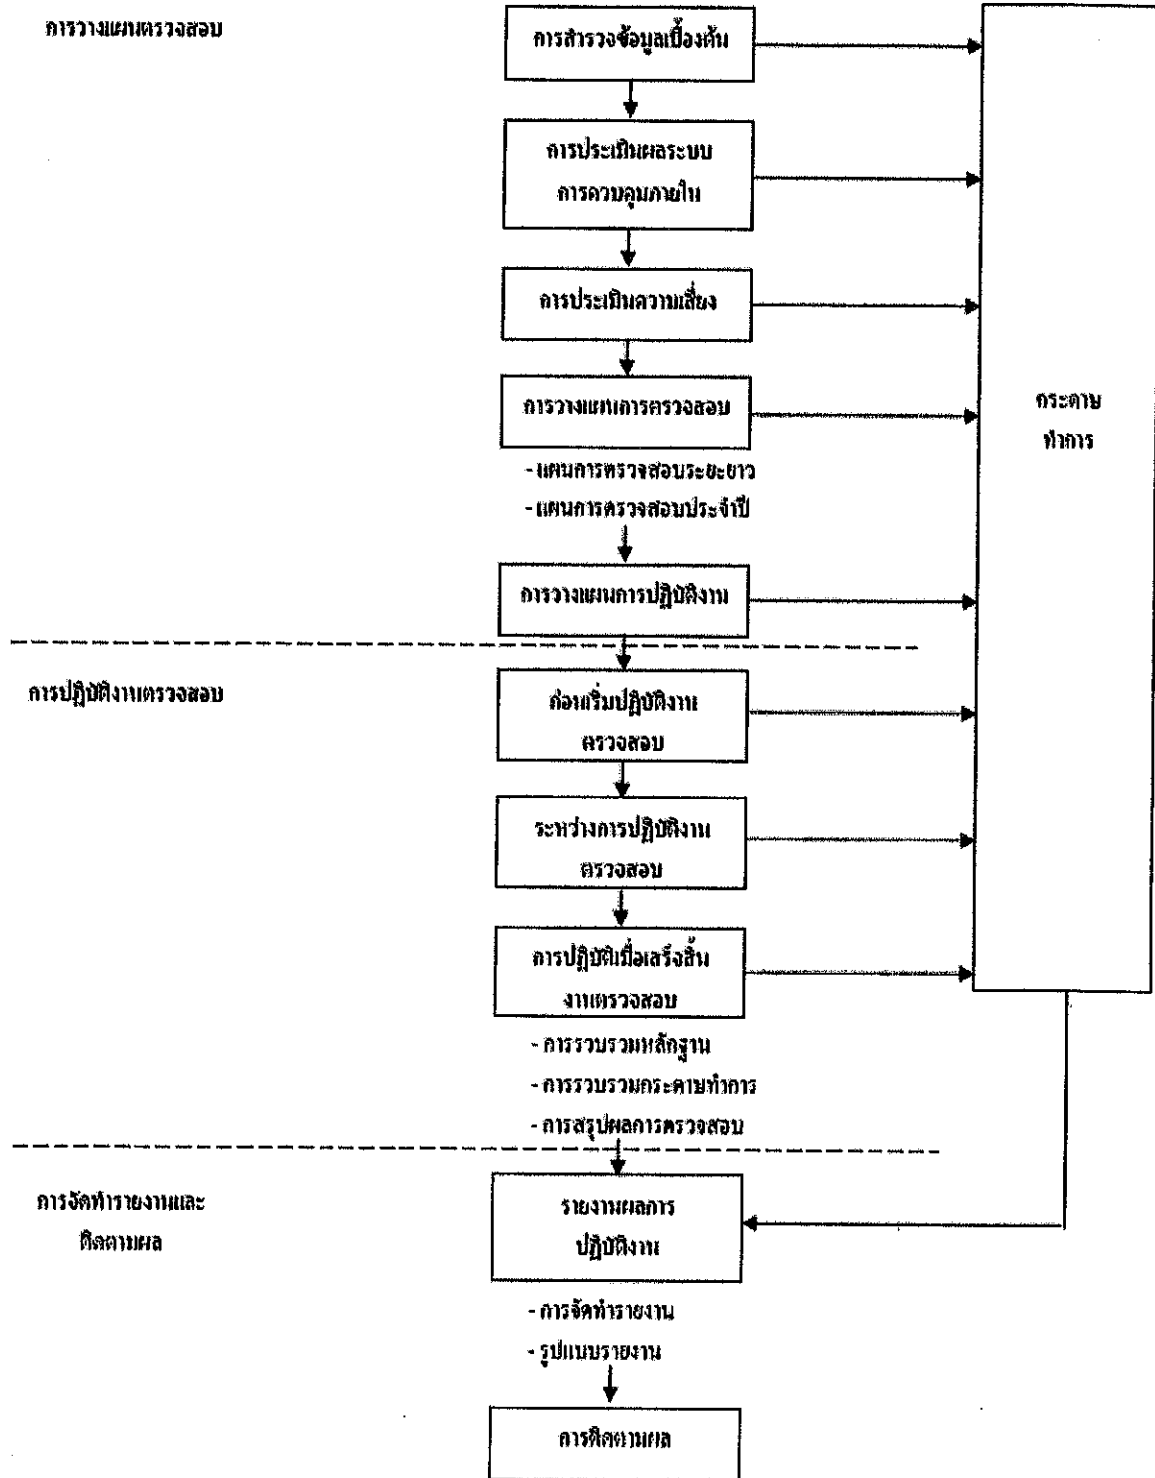 การวางแผนตรวจสอบ
การสำรวจข้อมูลเบื้องต้น
การประเมินผลระบบ
การควบคุมภายใน
การประเมินความเสี่ยง
การวางแผนการตรวจสอบ
- แผนการตรวจสอบระยะยาว
- แผนการตรวจสอบประจำปี
กระดาษ
ทำการ
การวางแผนการปฏิบัติงาน
การปฏิบัติงานตรวจสอบ
ก่อนเริ่มปฏิบัติงาน
ตรวจสอบ
ระหว่างการปฏิบัติงาน
ตรวจสอบ
การปฏิบัติเมื่อเสร็จสิ้น
งานตรวจสอบ
- การรวบรวมหลักฐาน
- การรวบรวมกระดาษทำการ
- การสรุปผลการตรวจสอบ
การจัดทำรายงานและ
ติดตามผล
รายงานผลการ
ปฏิบัติงาน
- การจัดทำรายงาน
- รูปแบบรายงาน
การติดตามผล